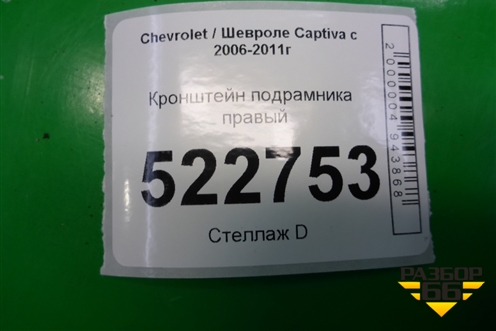 Chevrolet / Шевроле Captiva с
2006-2011г
Кронштейн подрамника
правый
522753
Стеллаж D
2000004943868
РАЗБОР
66